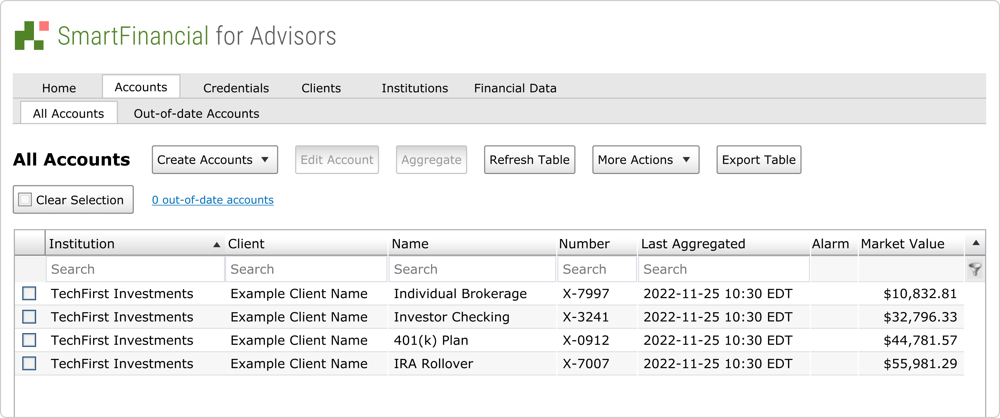 SmartFinancial for Advisors
Home Accounts Credentials Clients Institutions Financial Data
All Accounts Out-of-date Accounts
All Accounts Create Accounts Edit Account Aggregate Refresh Table More Actions Export Table
Clear Selection 0 out-of-date accounts
Institution Client Name Number Last Aggregated Alarm Market Value
Search Search Search Search Search
TechFirst Investments Example Client Name Individual Brokerage X-7997 2022-11-25 10:30 EDT $10,832.81
TechFirst Investments Example Client Name Investor Checking X-3241 2022-11-25 10:30 EDT $32,796.33
TechFirst Investments Example Client Name 401(k) Plan X-0912 2022-11-25 10:30 EDT $44,781.57
TechFirst Investments Example Client Name IRA Rollover X-7007 2022-11-25 10:30 EDT $55,981.29